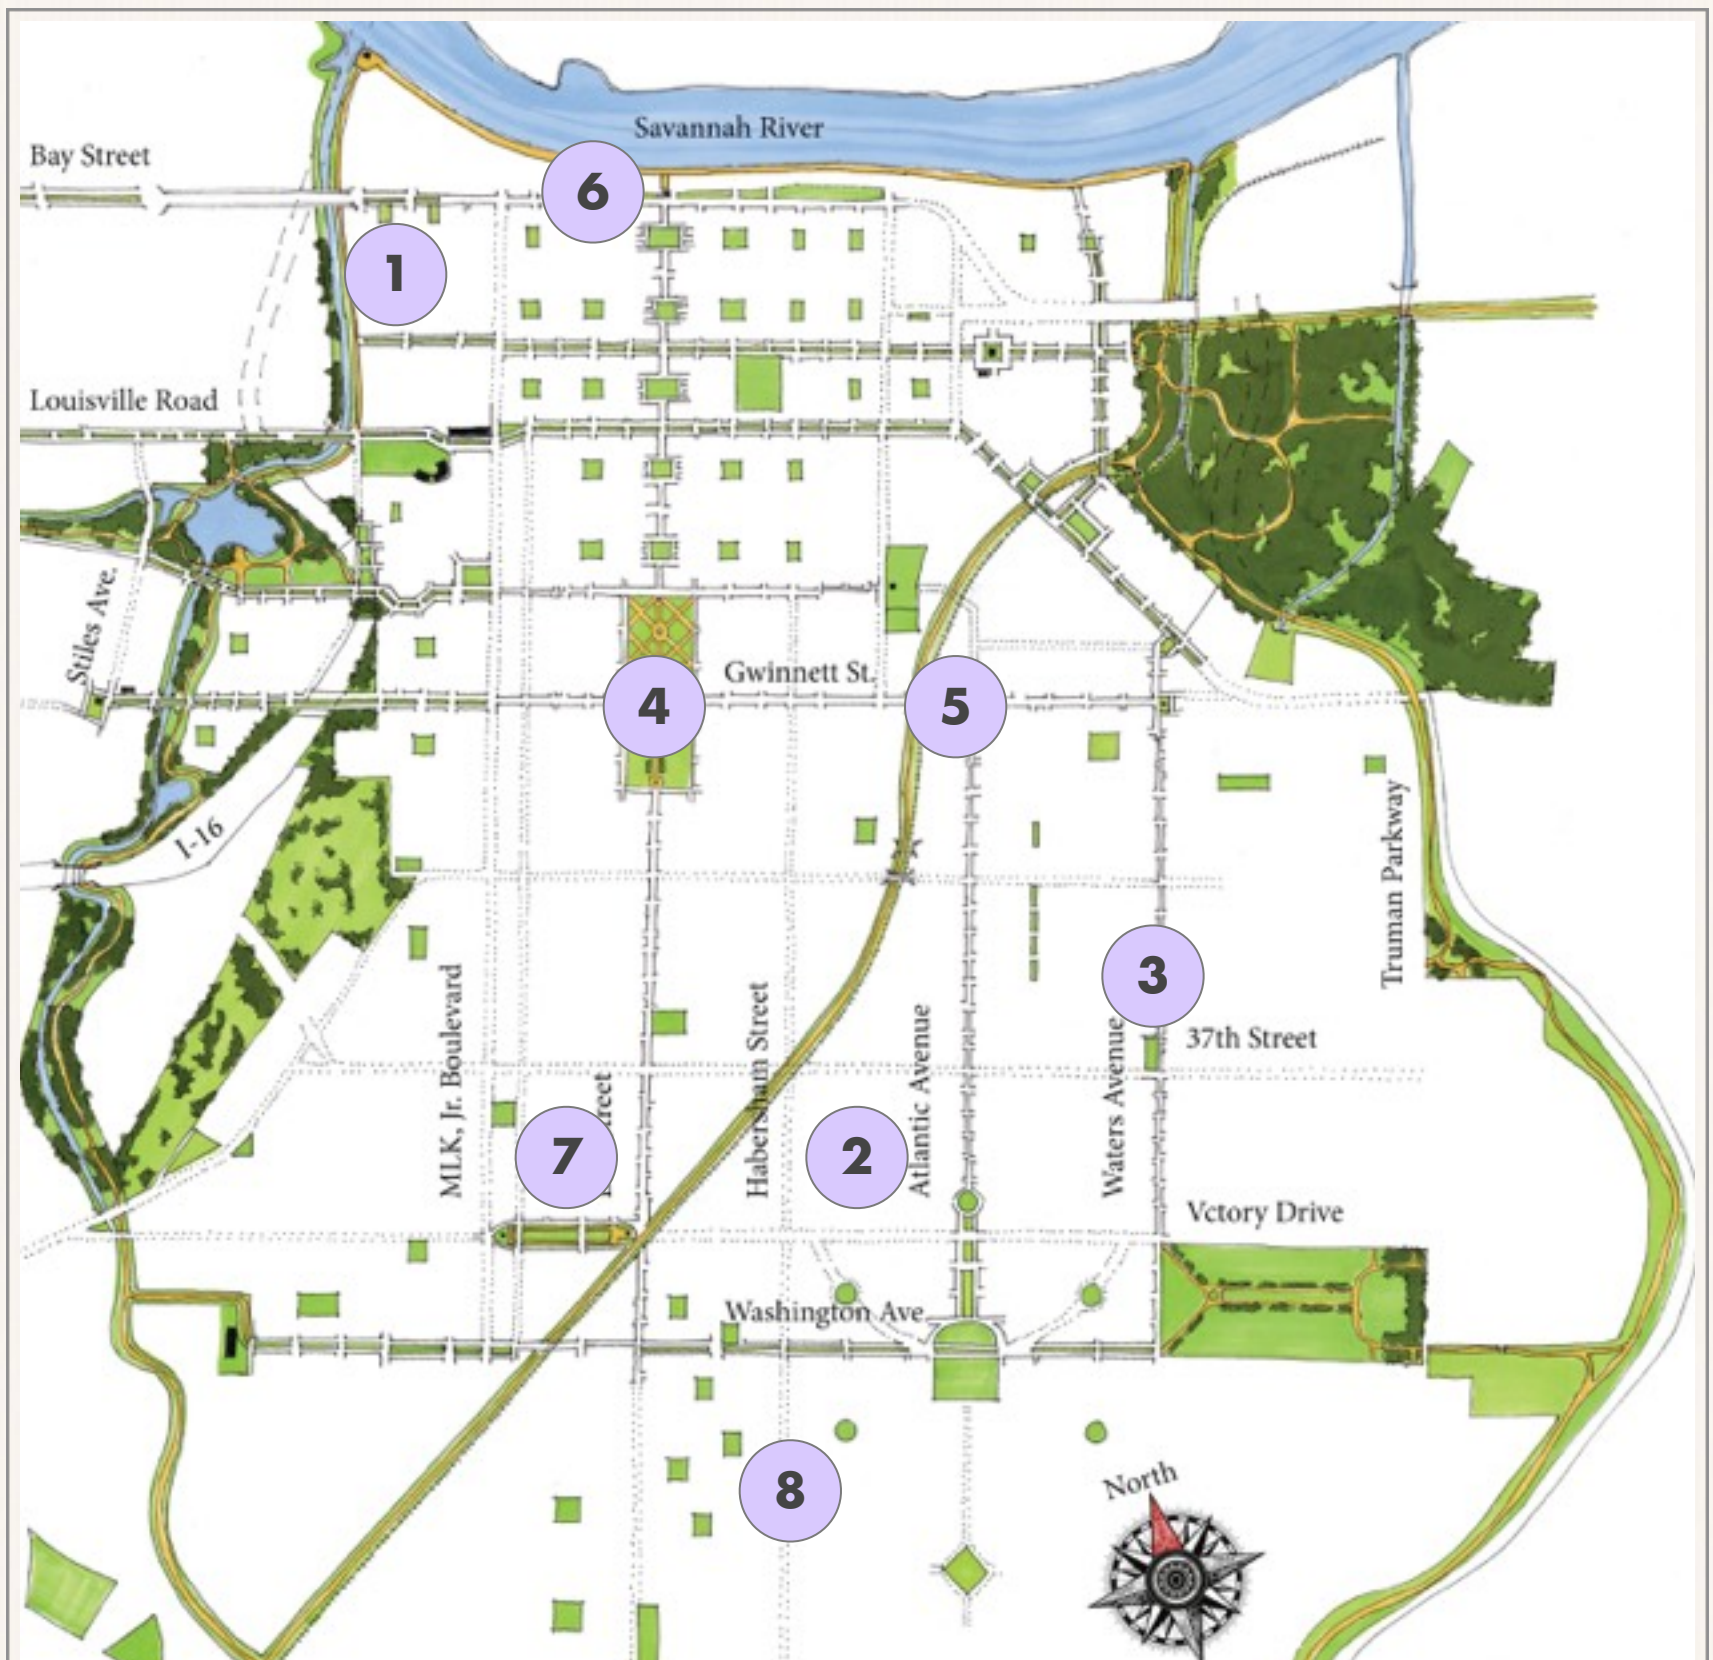 Savannah River
Bay Street
6
1
Louisville Road
Stiles Ave.
Gwinnett St.
4
5
I-16
Truman Parkway
3
MLK, Jr. Boulevard
Habersham Street
Atlantic Avenue
Waters Avenue
37th Street
7
2
Vctory Drive
Washington Ave
8
North